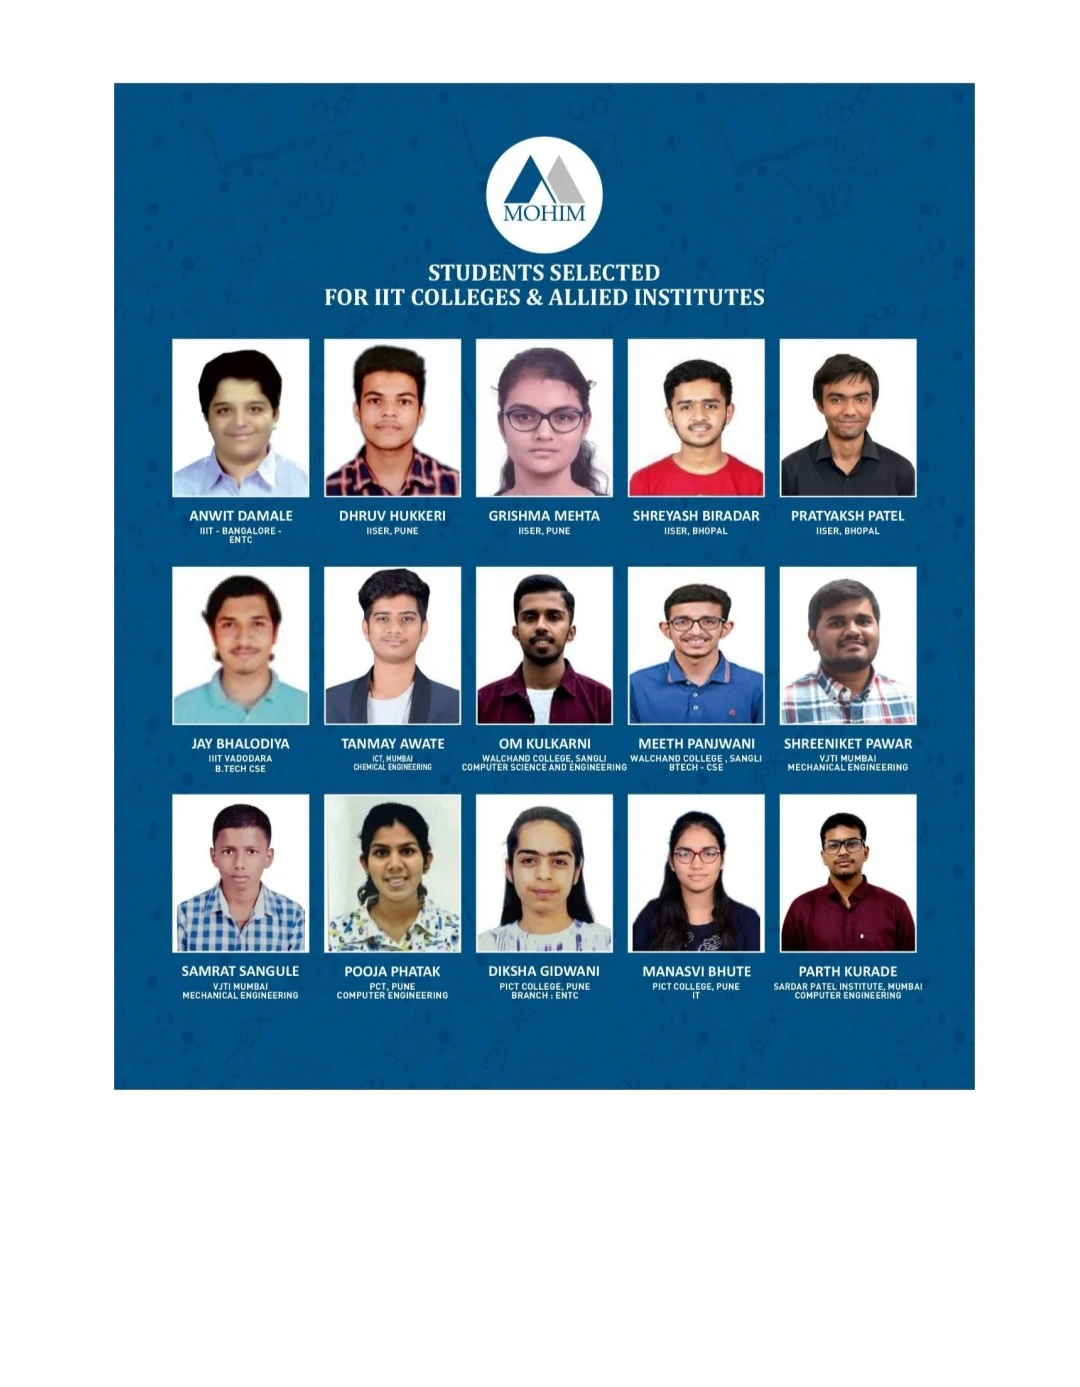 MOHIM
STUDENTS SELECTED
FOR IIT COLLEGES & ALLIED INSTITUTES
ANWIT DAMALE
IIIT - BANGALORE -
ENTC
DHRUV HUKKERI
IISER, PUNE
GRISHMA MEHTA
IISER, PUNE
SHREYASH BIRADAR
IISER, BHOPAL
PRATYAKSH PATEL
IISER, BHOPAL
JAY BHALODIYA
IIIT VADODARA
B.TECH CSE
TANMAY AWATE
ICT, MUMBAI
CHEMICAL ENGINEERING
OM KULKARNI
WALCHAND COLLEGE, SANGLI
COMPUTER SCIENCE AND ENGINEERING
MEETH PANJWANI
WALCHAND COLLEGE , SANGLI
BTECH - CSE
SHREENIKET PAWAR
VJTI MUMBAI
MECHANICAL ENGINEERING
SAMRAT SANGULE
VJTI MUMBAI
MECHANICAL ENGINEERING
POOJA PHATAK
PCT, PUNE
COMPUTER ENGINEERING
DIKSHA GIDWANI
PICT COLLEGE, PUNE
BRANCH : ENTC
MANASVI BHUTE
PICT COLLEGE, PUNE
IT
PARTH KURADE
SARDAR PATEL INSTITUTE, MUMBAI
COMPUTER ENGINEERING